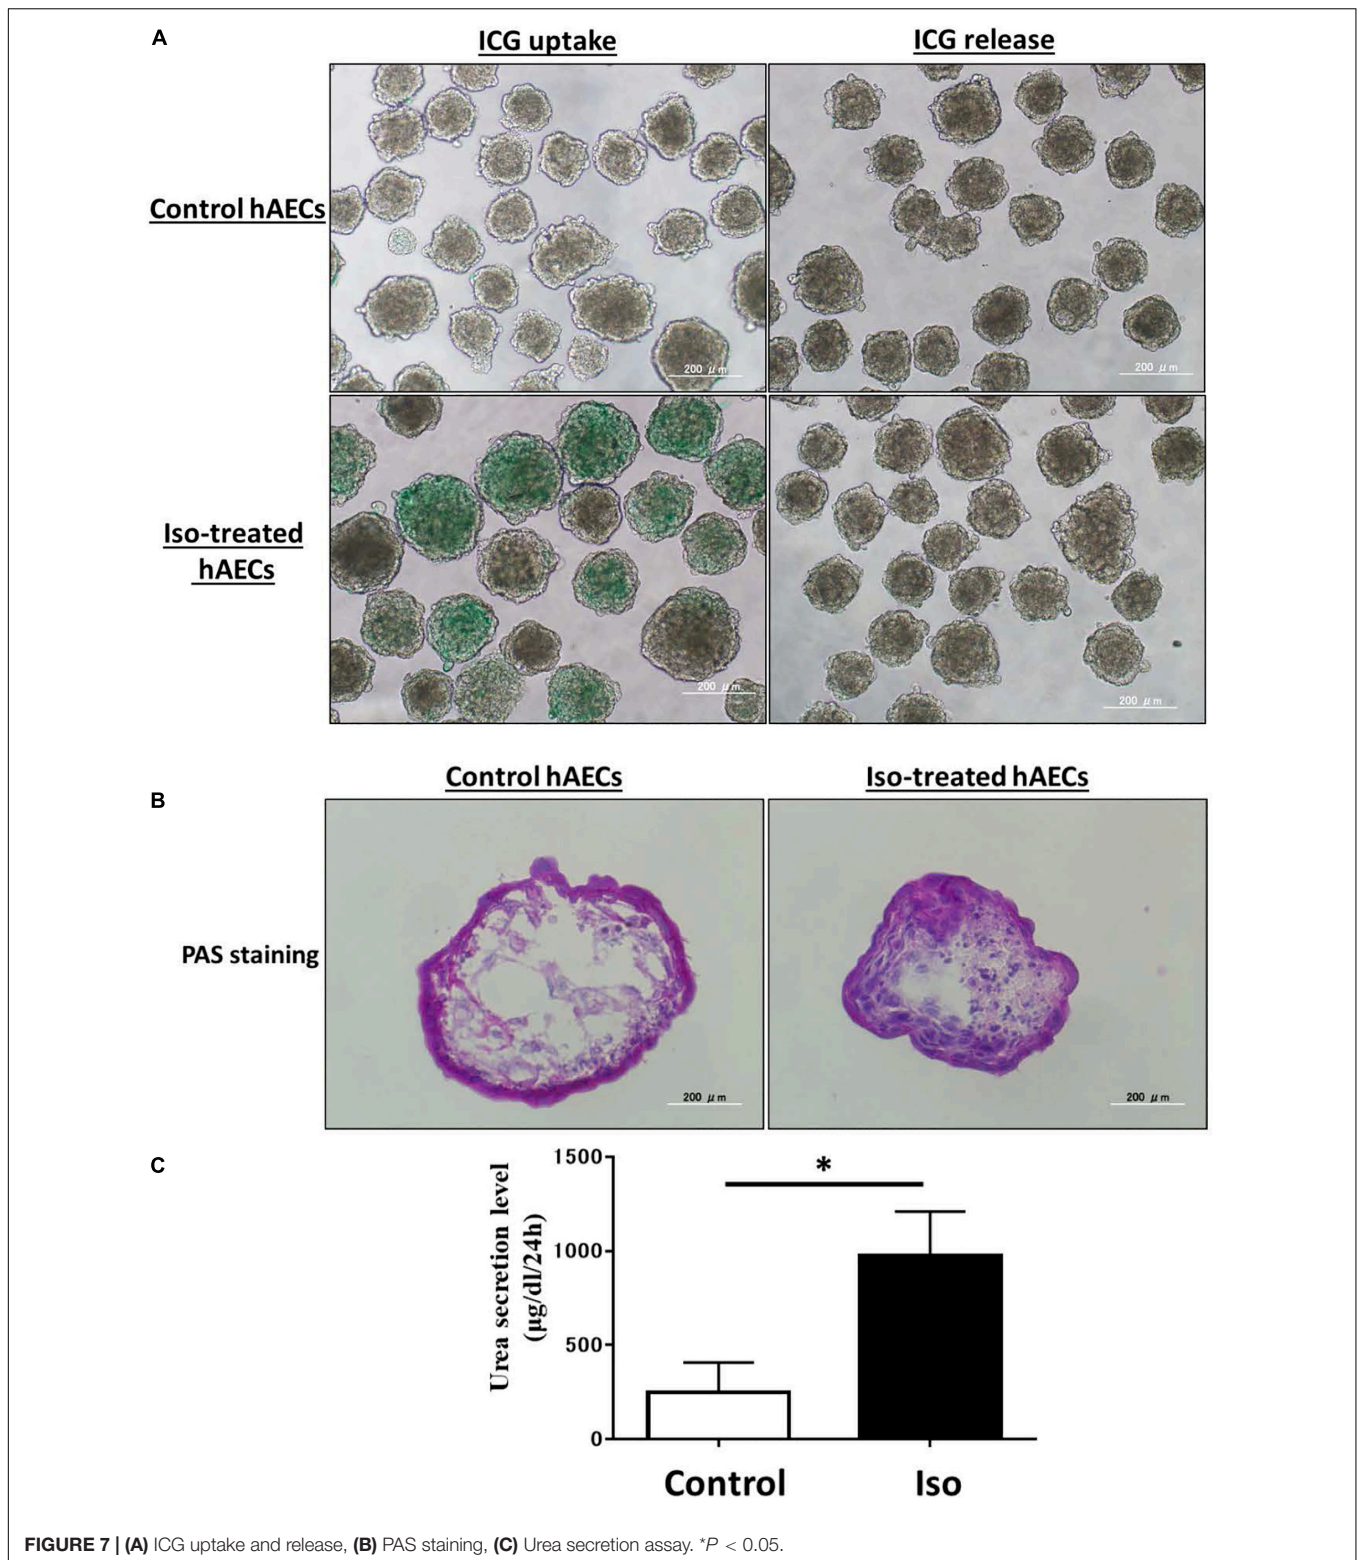 A
ICG uptake
ICG release
Control hAECs
200 μm
200 μm
Iso-treated
hAECs
200 μm
200 μm
Control hAECs
Iso-treated hAECs
B
PAS staining
200 μm
200 μm
C
Urea secretion level
(μg/dl/24h)
1500
*
1000
500
0
Control
Iso
FIGURE 7 | (A) ICG uptake and release, (B) PAS staining, (C) Urea secretion assay. *P < 0.05.